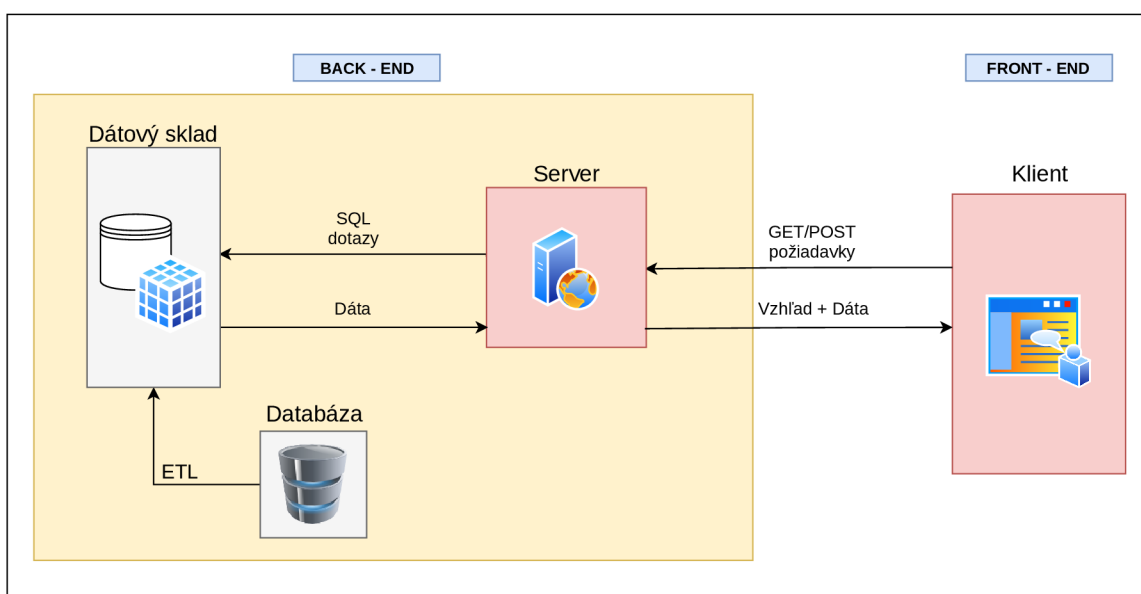 BACK - END
FRONT - END
Dátový sklad
Server
Klient
SQL
dotazy
GET/POST
požiadavky
Dáta
Vzhľad + Dáta
Databáza
ETL